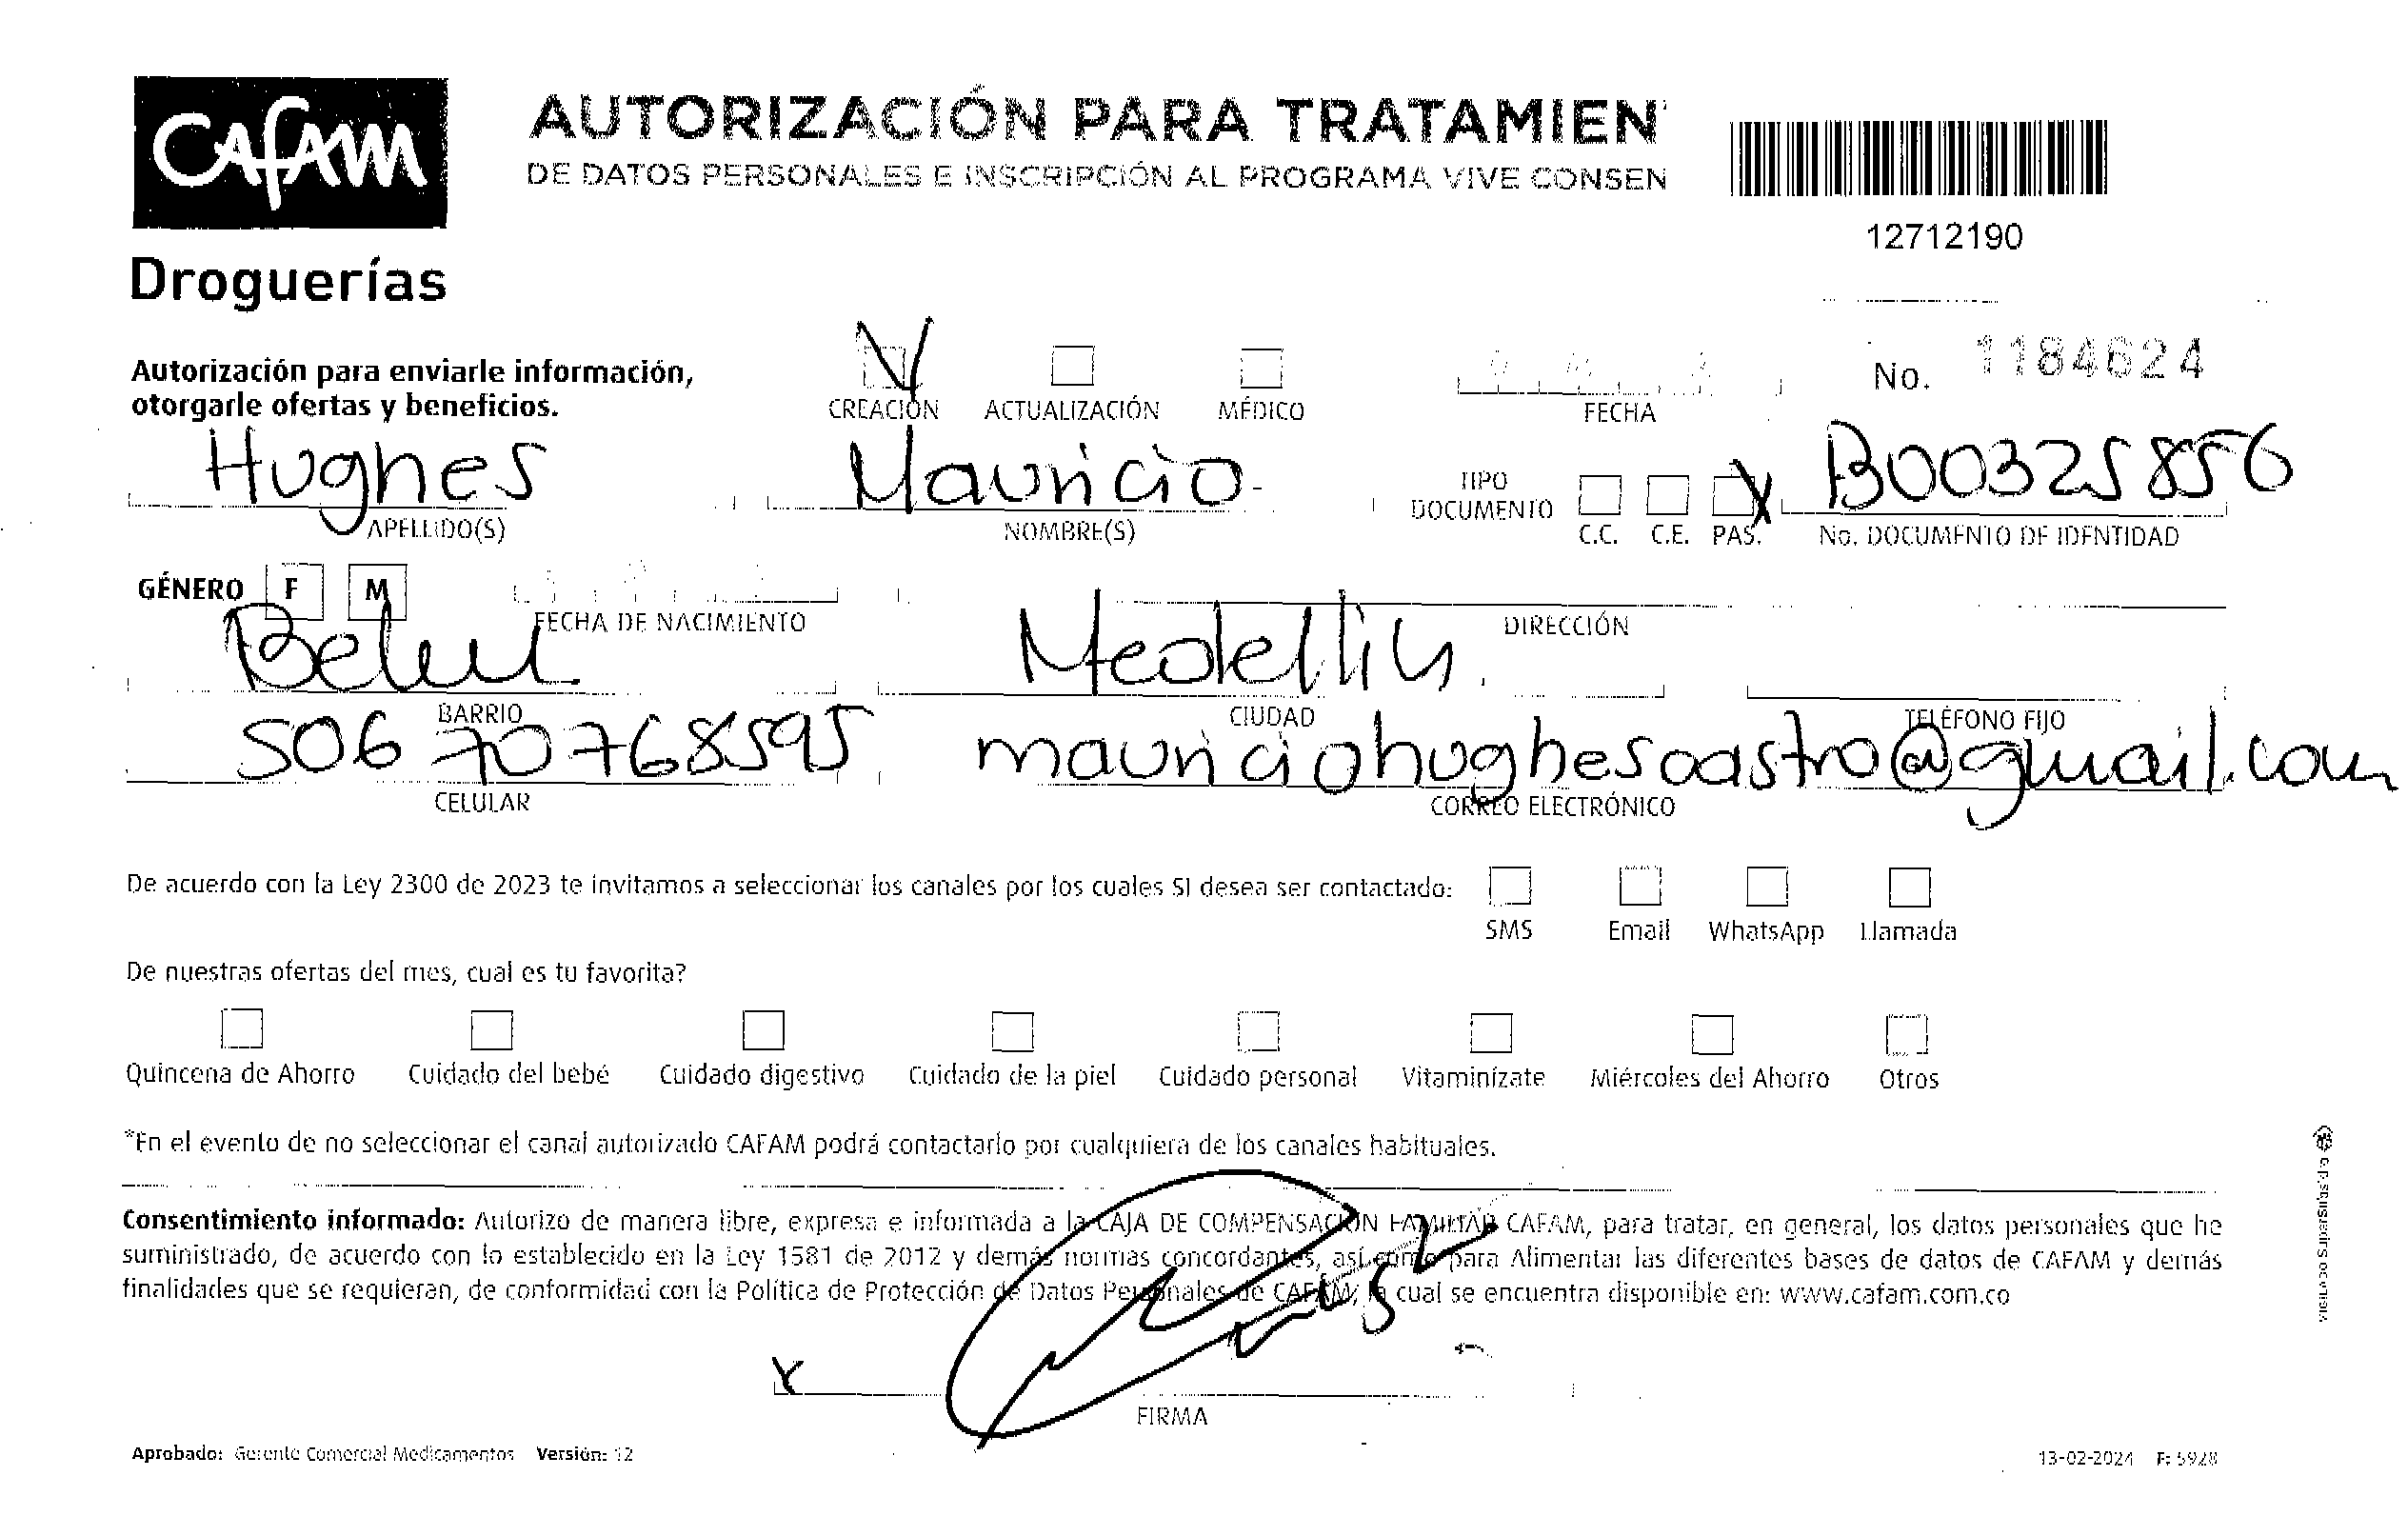 CAFAM
Droguerías
AUTORIZACIÓN PARA TRATAMIEN
DE DATOS PERSONALES E INSCRIPCIÓN AL PROGRAMA VIVE CONSEN
12712190
Autorización para enviarle información,
otorgarle ofertas y beneficios.
CREACIÓN ACTUALIZACIÓN MÉDICO
FECHA
No. 1184624
Hughes Mauricio B00325856
APELLIDO(S) NOMBRE(S) TIPO DOCUMENTO C.C. C.E. PAS. No. DOCUMENTO DE IDENTIDAD
GÉNERO F M
FECHA DE NACIMIENTO DIRECCIÓN
Belen Medellin
BARRIO CIUDAD TELÉFONO FIJO
506 70768595 mauriciohughesoastro@gmail.com
CELULAR CORREO ELECTRÓNICO
De acuerdo con la Ley 2300 de 2023 te invitamos a seleccionar los canales por los cuales SI desea ser contactado:
SMS Email WhatsApp Llamada
De nuestras ofertas del mes, cual es tu favorita?
Quincena de Ahorro Cuidado del bebé Cuidado digestivo Cuidado de la piel Cuidado personal Vitaminízate Miércoles del Ahorro Otros
*En el evento de no seleccionar el canal autorizado CAFAM podrá contactarlo por cualquiera de los canales habituales.
Consentimiento informado: Autorizo de manera libre, expresa e informada a la CAJA DE COMPENSACIÓN FAMILIAR CAFAM, para tratar, en general, los datos personales que he
suministrado, de acuerdo con lo establecido en la Ley 1581 de 2012 y demás normas concordantes, así como para Alimentar las diferentes bases de datos de CAFAM y demás
finalidades que se requieran, de conformidad con la Política de Protección de Datos Personales de CAFAM, la cual se encuentra disponible en: www.cafam.com.co
X
FIRMA
Aprobado: Gerente Comercial Medicamentos Versión: 12
13-02-2024 F: 5928